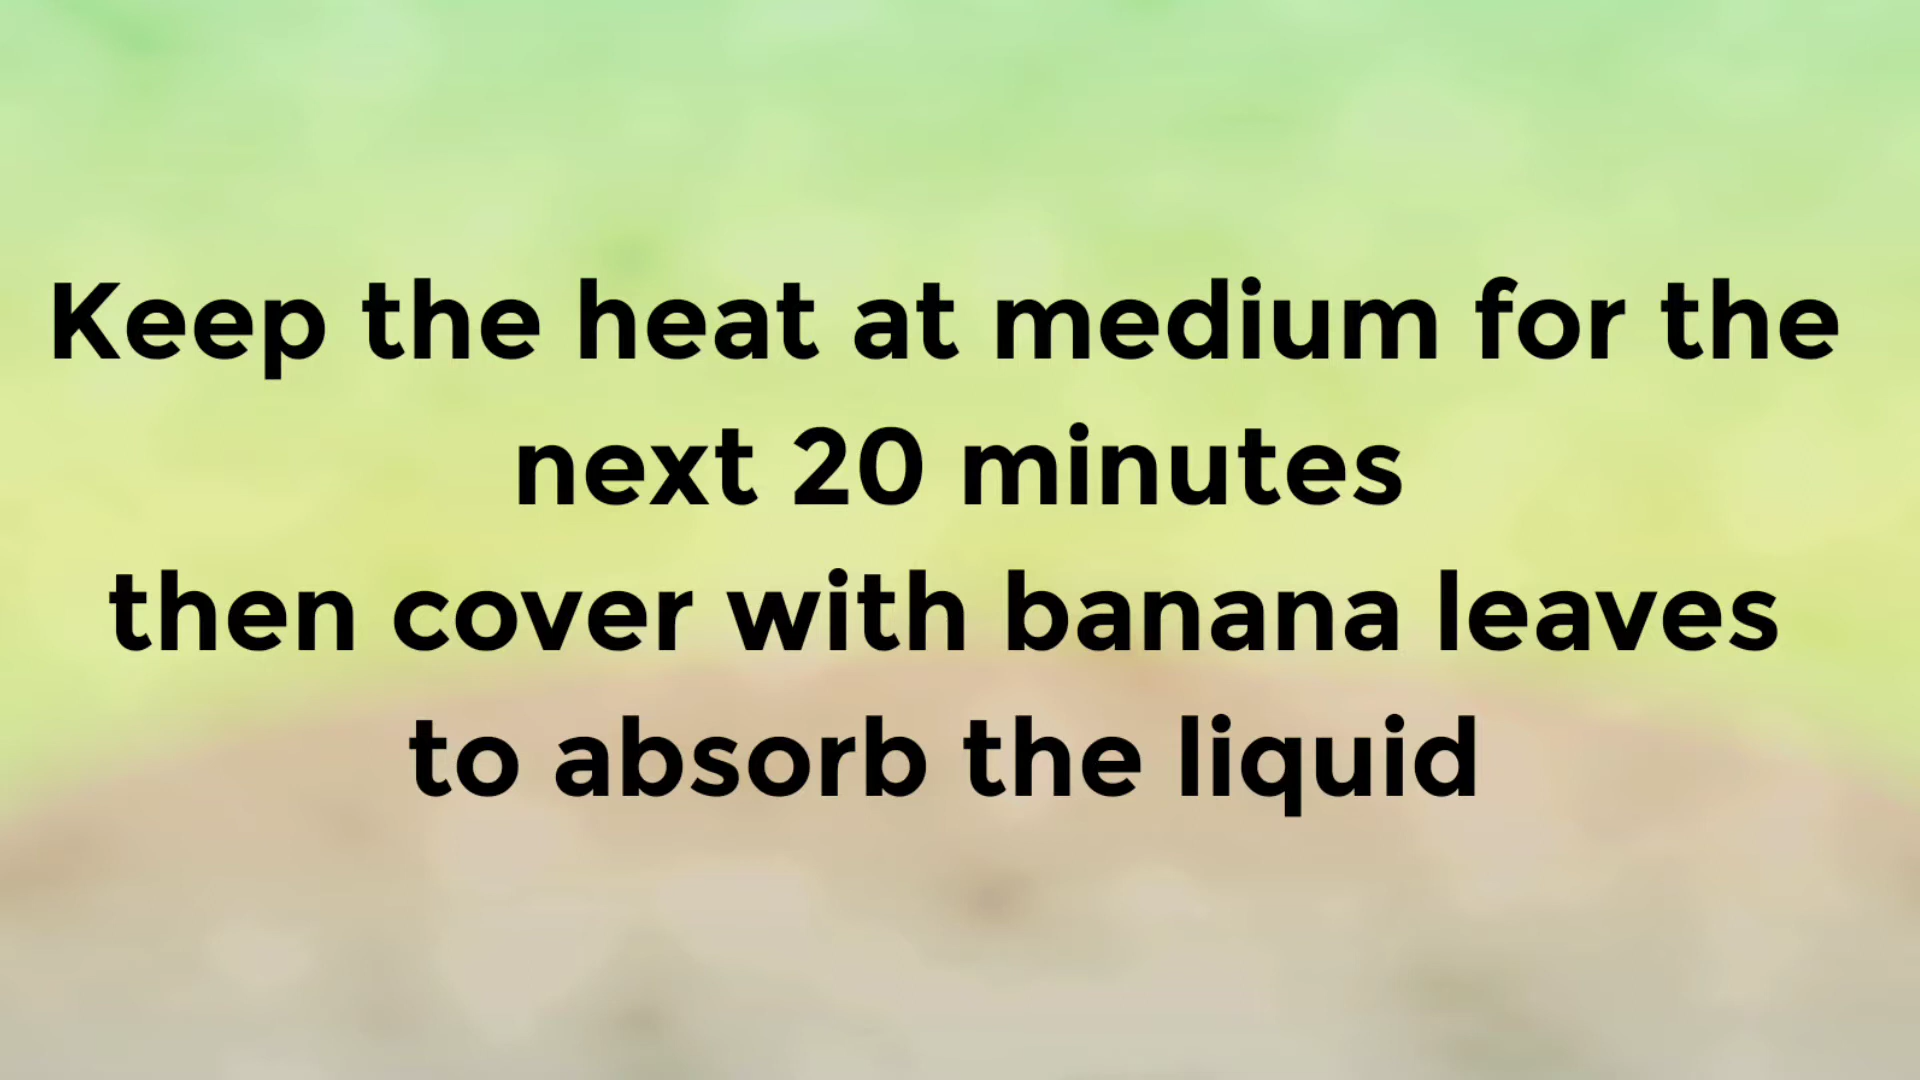 Keep the heat at medium for the
next 20 minutes
then cover with banana leaves
to absorb the liquid